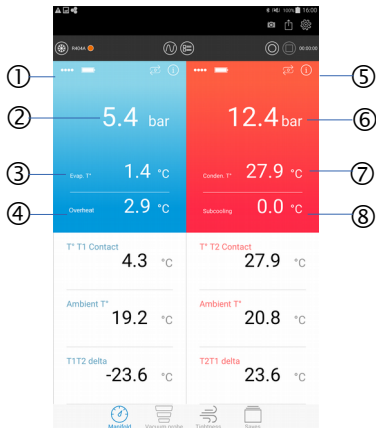 100% 16:00
R404A 00:00:00
① ⑤
② 5.4 bar 12.4 bar ⑥
③ Evap. T° 1.4 °C Conden. T° 27.9 °C ⑦
④ Overheat 2.9 °C Subcooling 0.0 °C ⑧
T° T1 Contact T° T2 Contact
4.3 °C 27.9 °C
Ambient T° Ambient T°
19.2 °C 20.8 °C
T1T2 delta T2T1 delta
-23.6 °C 23.6 °C
Manifold Vacuum probe Tightness Saves